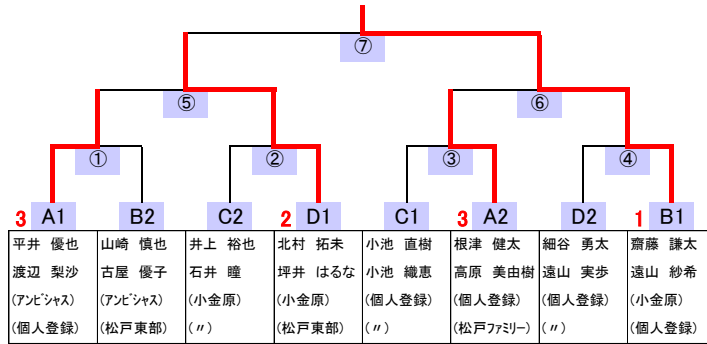 ⑦
⑤ ⑥
① ② ③ ④
3 A1 B2 C2 2 D1 C1 3 A2 D2 1 B1
平井 優也 山崎 慎也 井上 裕也 北村 拓未 小池 直樹 根津 健太 細谷 勇太 齋藤 謙太
渡辺 梨沙 古屋 優子 石井 瞳 坪井 はるな 小池 織恵 高原 美由樹 遠山 実歩 遠山 紗希
(アンビシャス) (アンビシャス) (小金原) (小金原) (個人登録) (個人登録) (個人登録) (小金原)
(個人登録) (松戸東部) (〃) (松戸東部) (〃) (松戸ファミリー) (〃) (個人登録)